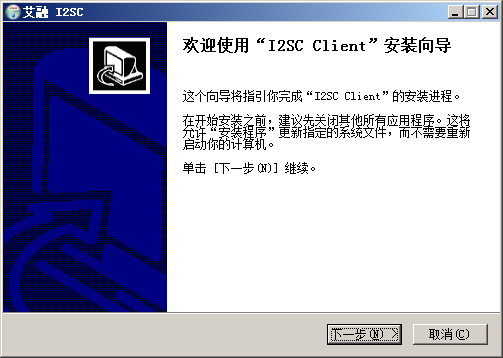 艾融 I2SC
欢迎使用“I2SC Client”安装向导
这个向导将指引你完成“I2SC Client”的安装进程。
在开始安装之前，建议先关闭其他所有应用程序。这将
允许“安装程序”更新指定的系统文件，而不需要重新
启动你的计算机。
单击 [下一步(N)] 继续。
下一步(N) > 取消(C)